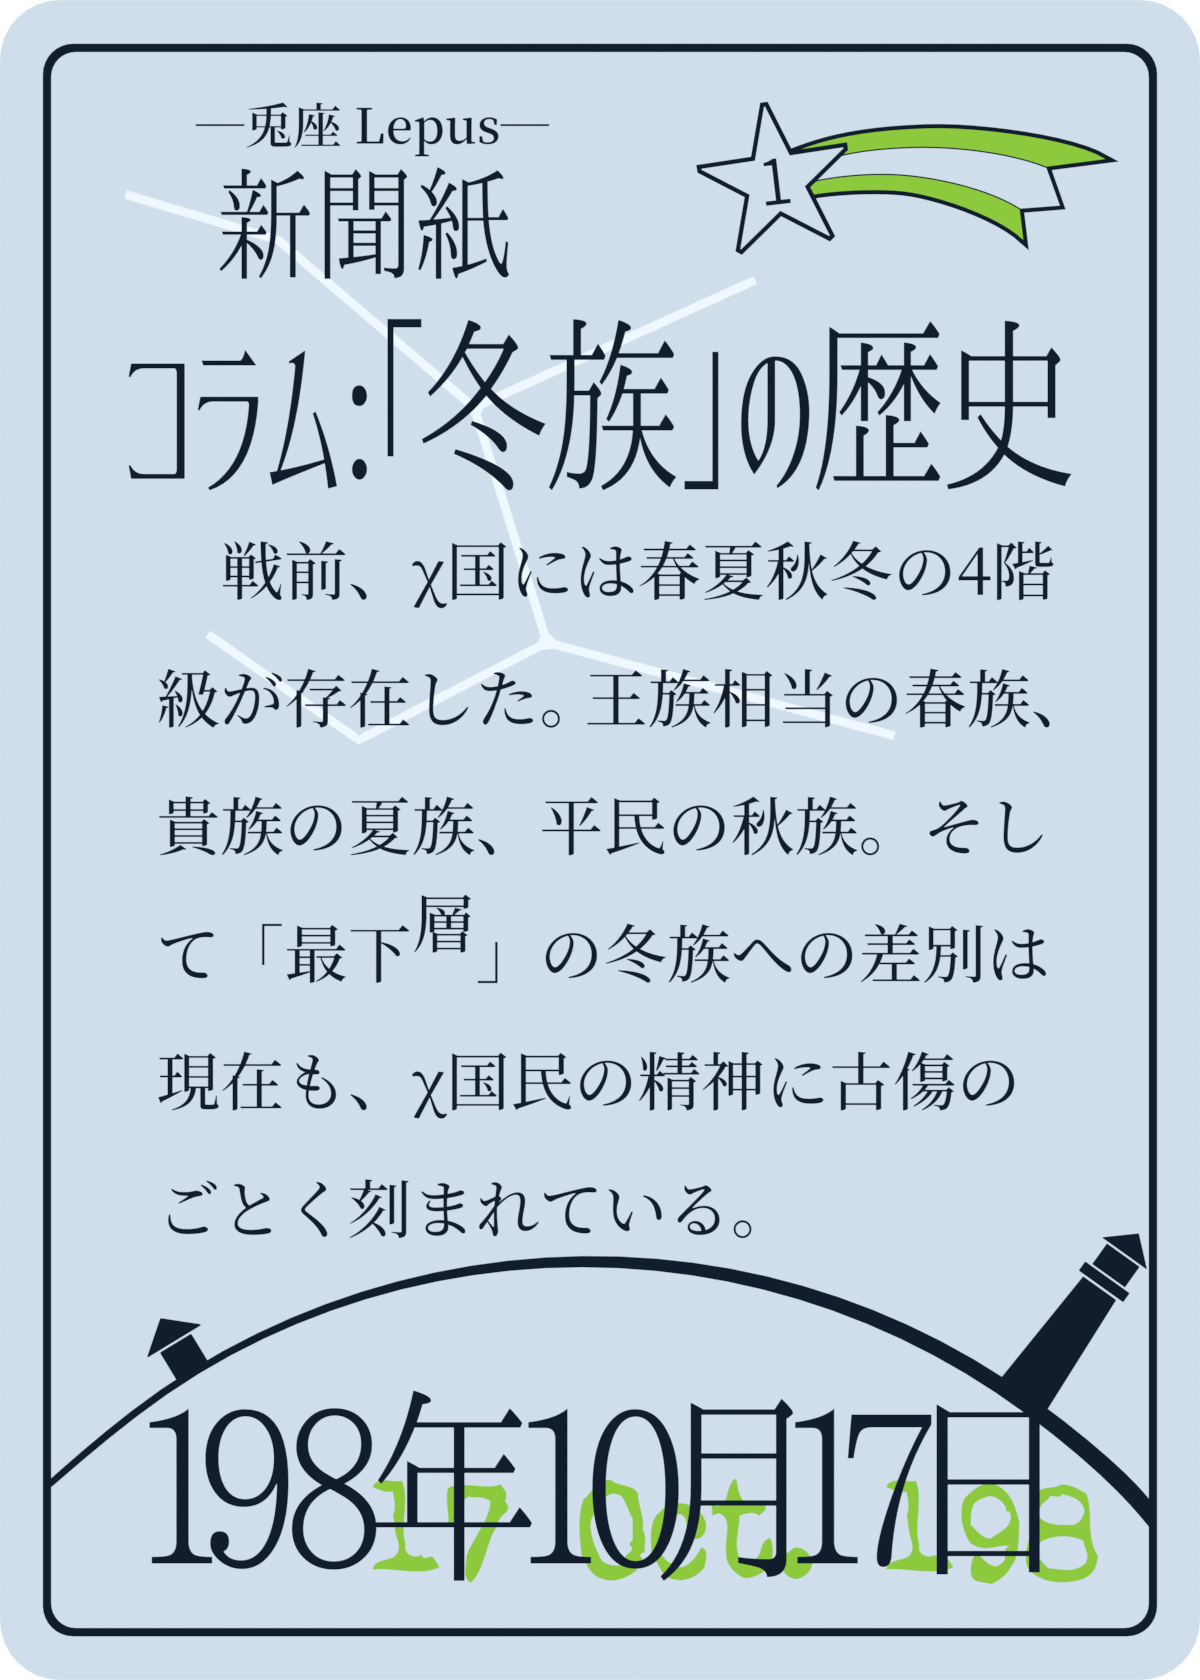 ―兎座 Lepus―
新聞紙
1
コラム:「冬族」の歴史
戦前、χ国には春夏秋冬の4階
級が存在した。王族相当の春族、
貴族の夏族、平民の秋族。そし
て「最下層」の冬族への差別は
現在も、χ国民の精神に古傷の
ごとく刻まれている。
198年10月17日
17 Oct. 198